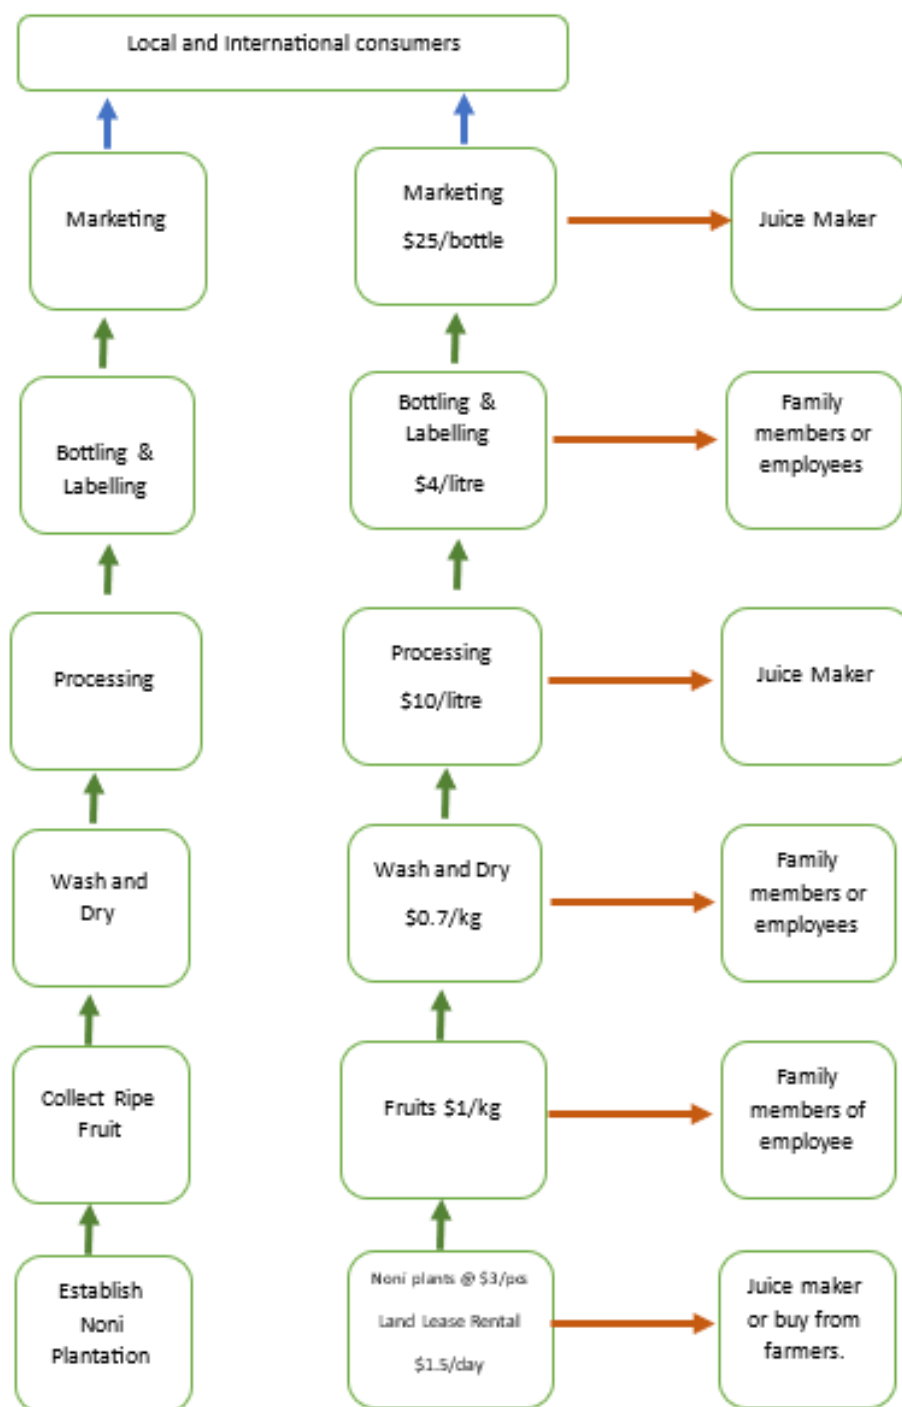 Local and International consumers
Marketing
Marketing
$25/bottle
Juice Maker
Bottling &
Labelling
Bottling &
Labelling
$4/litre
Family
members or
employees
Processing
Processing
$10/litre
Juice Maker
Wash and
Dry
Wash and Dry
$0.7/kg
Family
members or
employees
Collect Ripe
Fruit
Fruits $1/kg
Family
members of
employee
Establish
Noni
Plantation
Noni plants @ $3/pcs
Land Lease Rental
$1.5/day
Juice maker
or buy from
farmers.